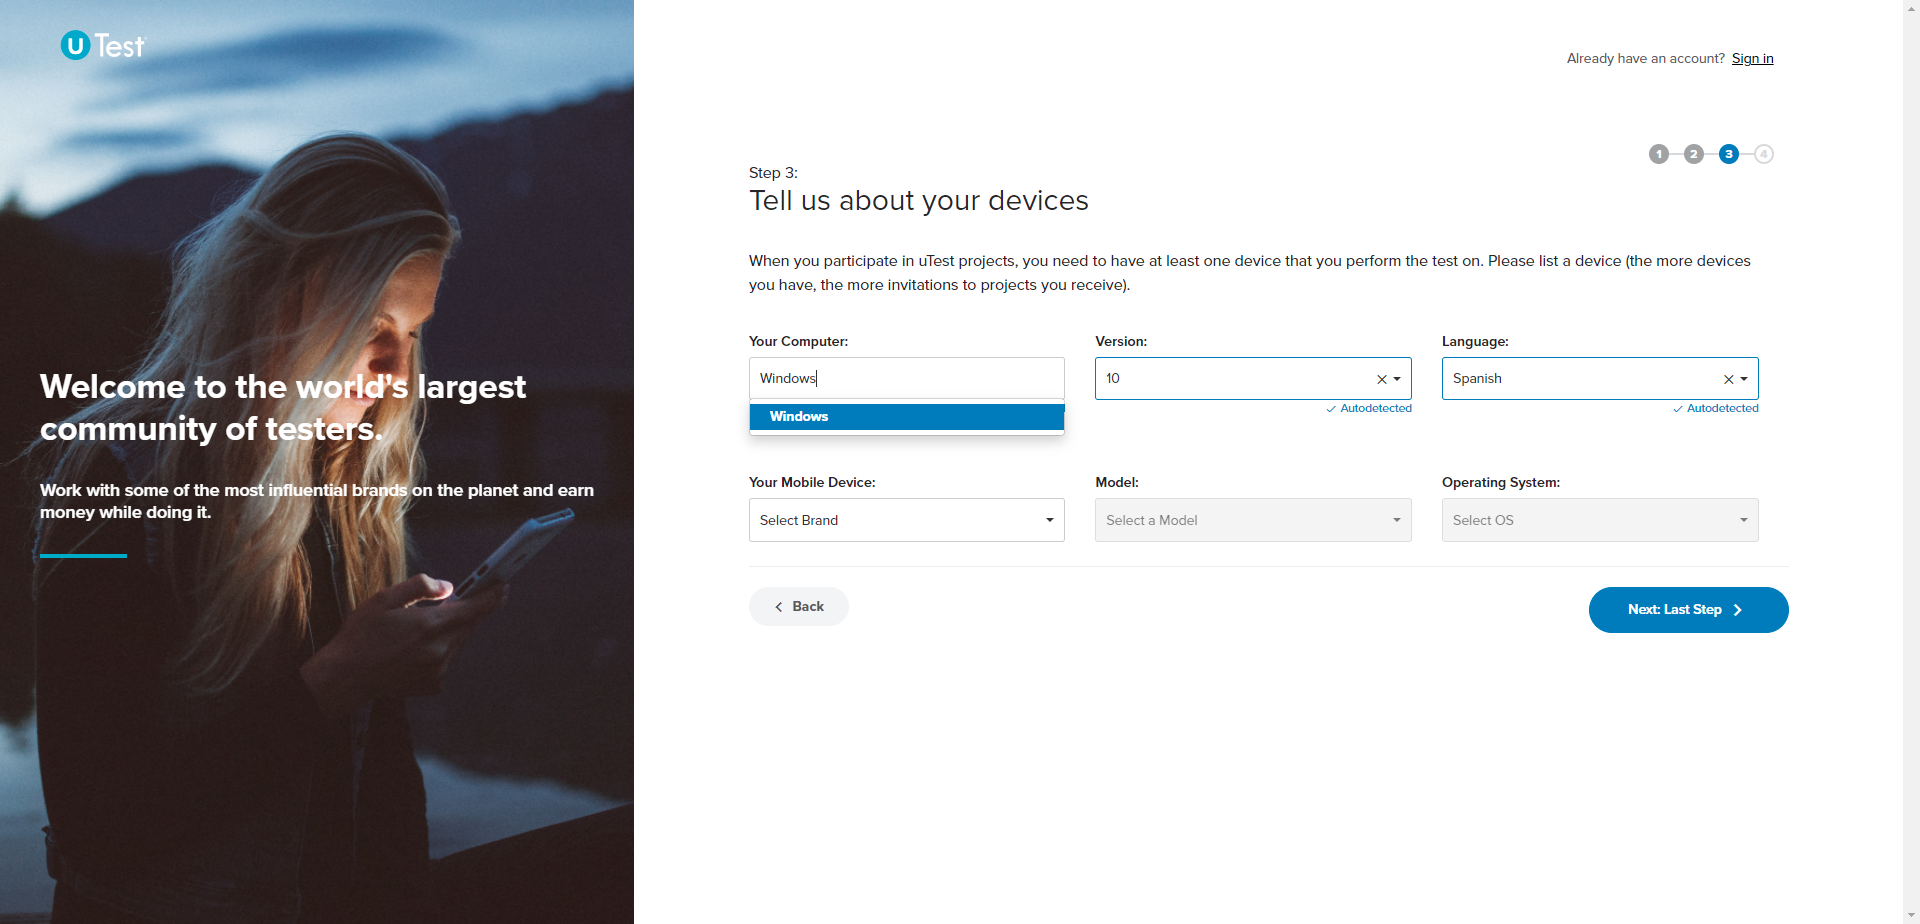 uTest
Already have an account? Sign in
1 2 3 4
Step 3:
Tell us about your devices
When you participate in uTest projects, you need to have at least one device that you perform the test on. Please list a device (the more devices
you have, the more invitations to projects you receive).
Your Computer: Version: Language:
Windows 10 Spanish
Autodetected Autodetected
Windows
Your Mobile Device: Model: Operating System:
Select Brand Select a Model Select OS
Back Next: Last Step
Welcome to the world's largest
community of testers.
Work with some of the most influential brands on the planet and earn
money while doing it.